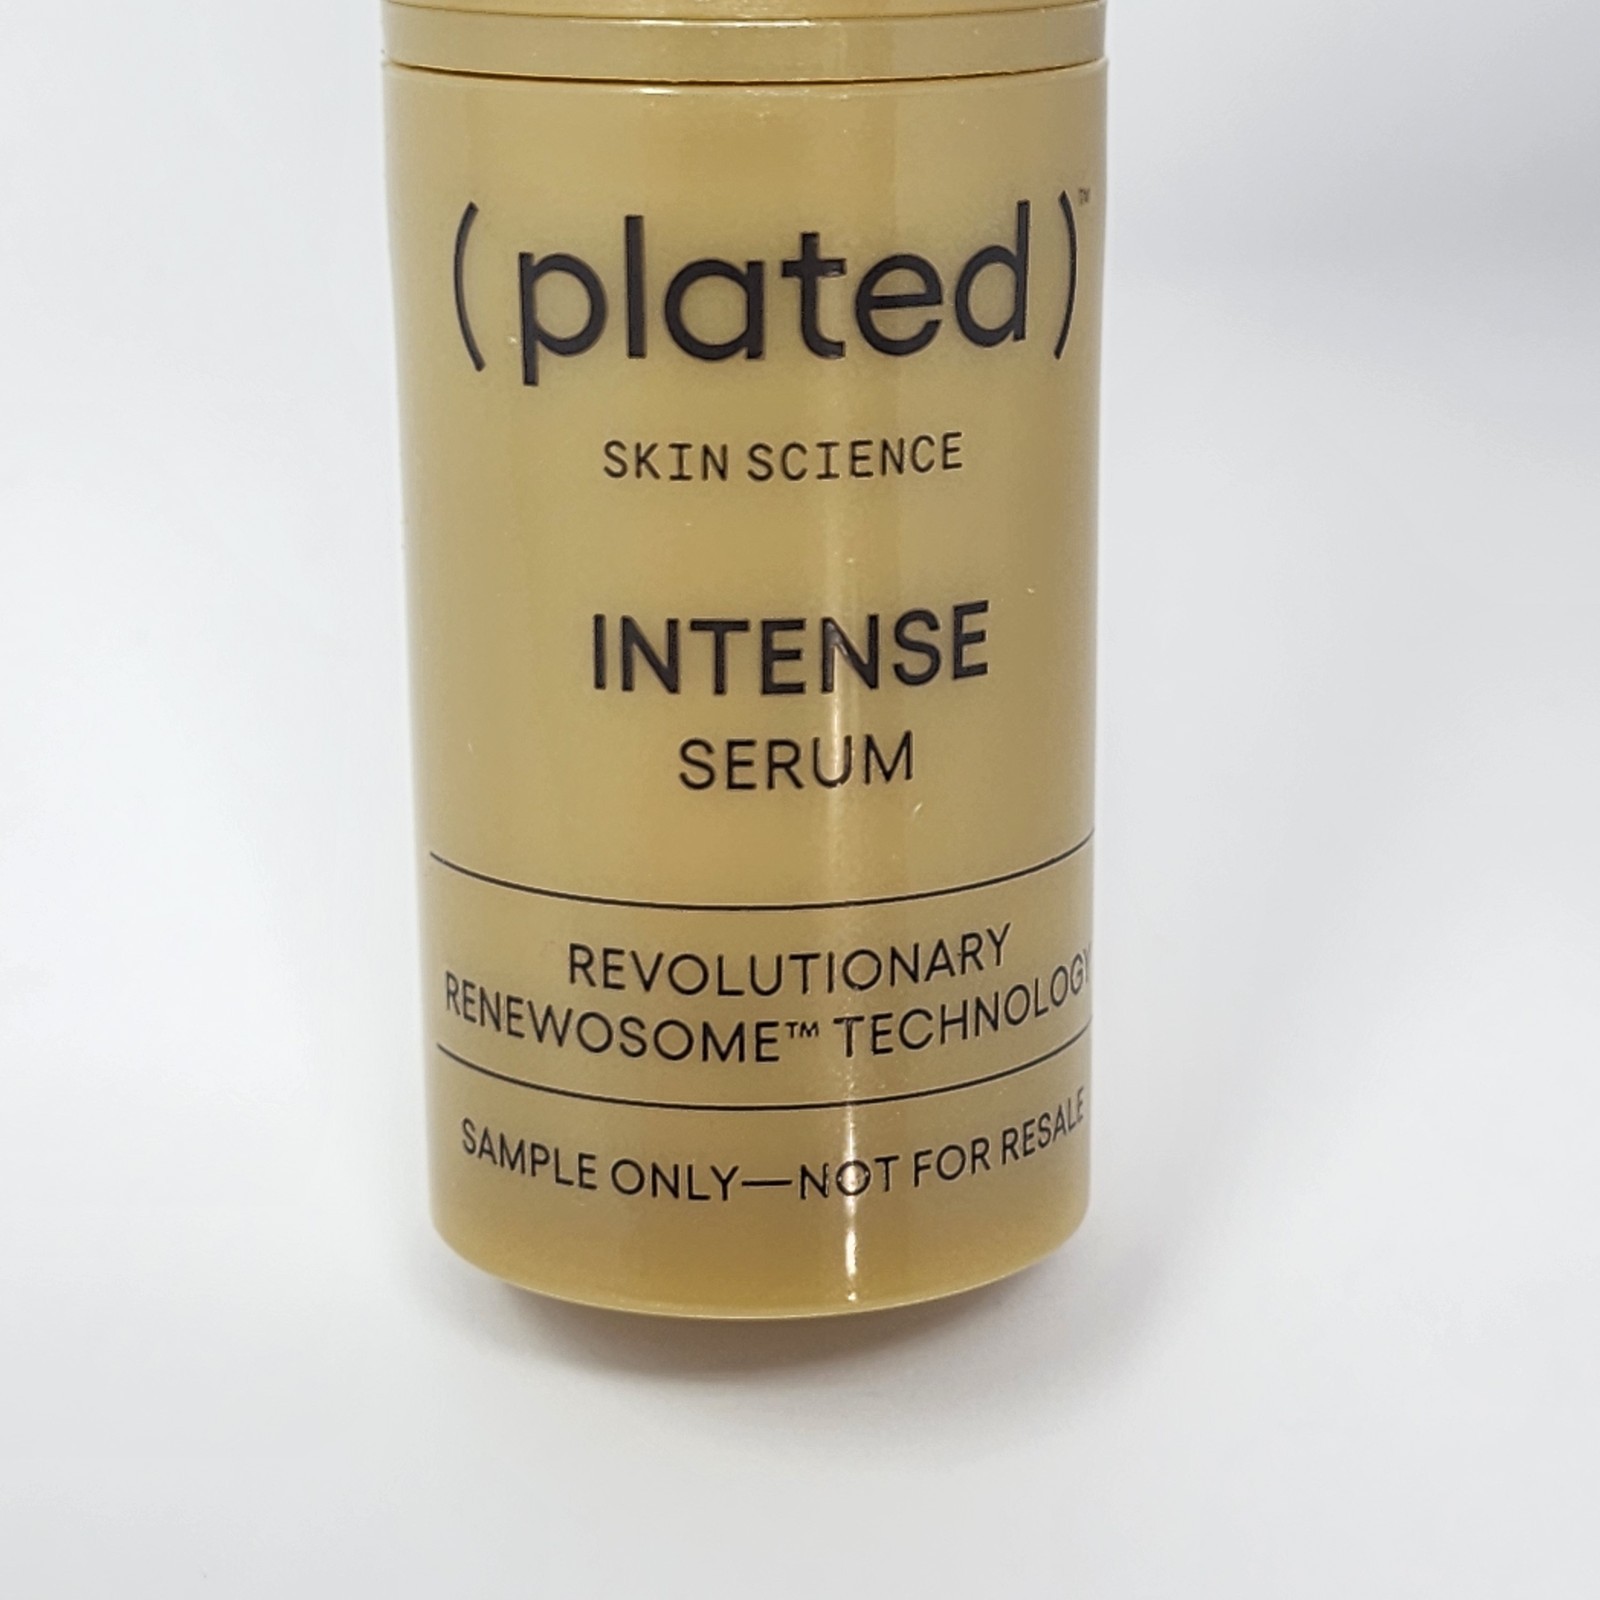 (plated)™
SKIN SCIENCE
INTENSE
SERUM
REVOLUTIONARY
RENEWOSOME™ TECHNOLOGY
SAMPLE ONLY—NOT FOR RESALE